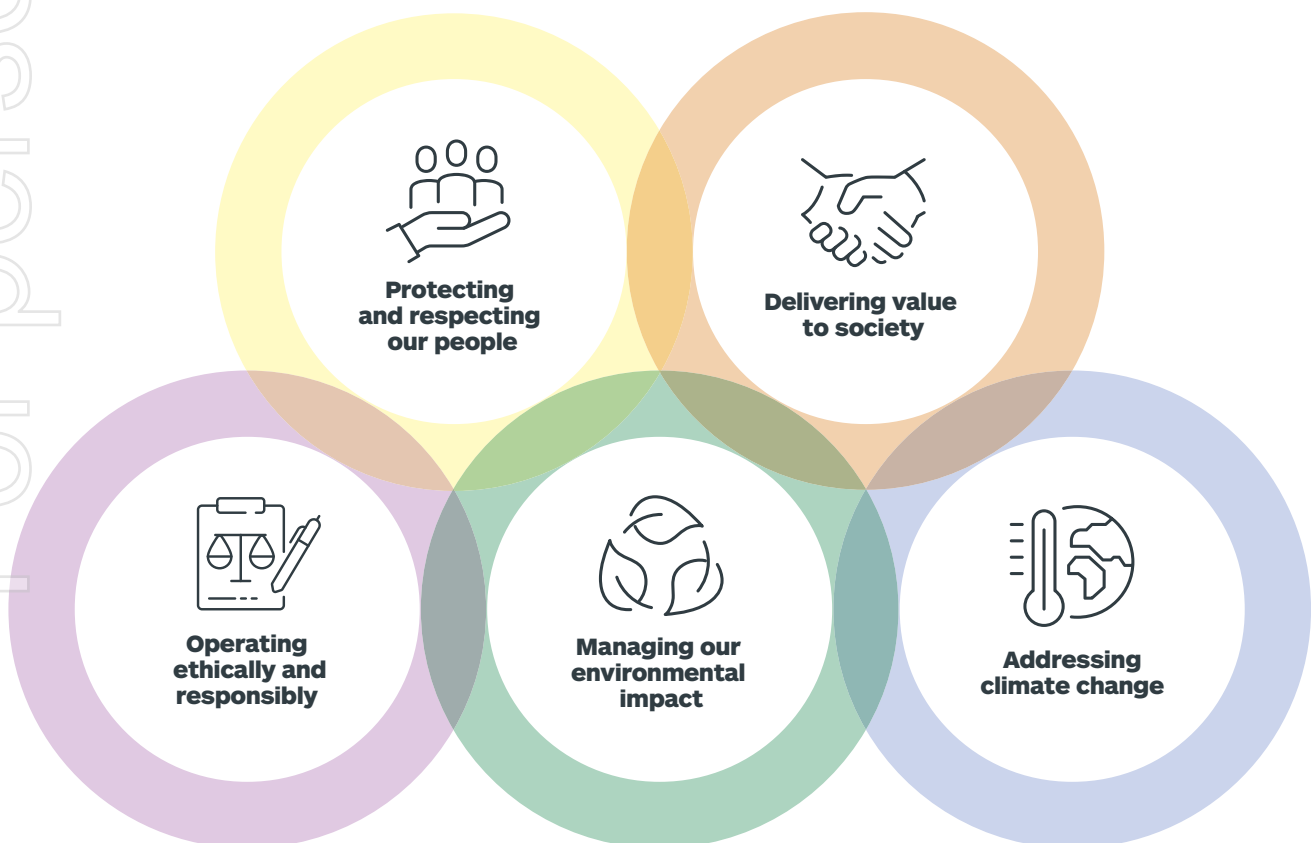 Protecting
and respecting
our people
Delivering value
to society
Operating
ethically and
responsibly
Managing our
environmental
impact
Addressing
climate change